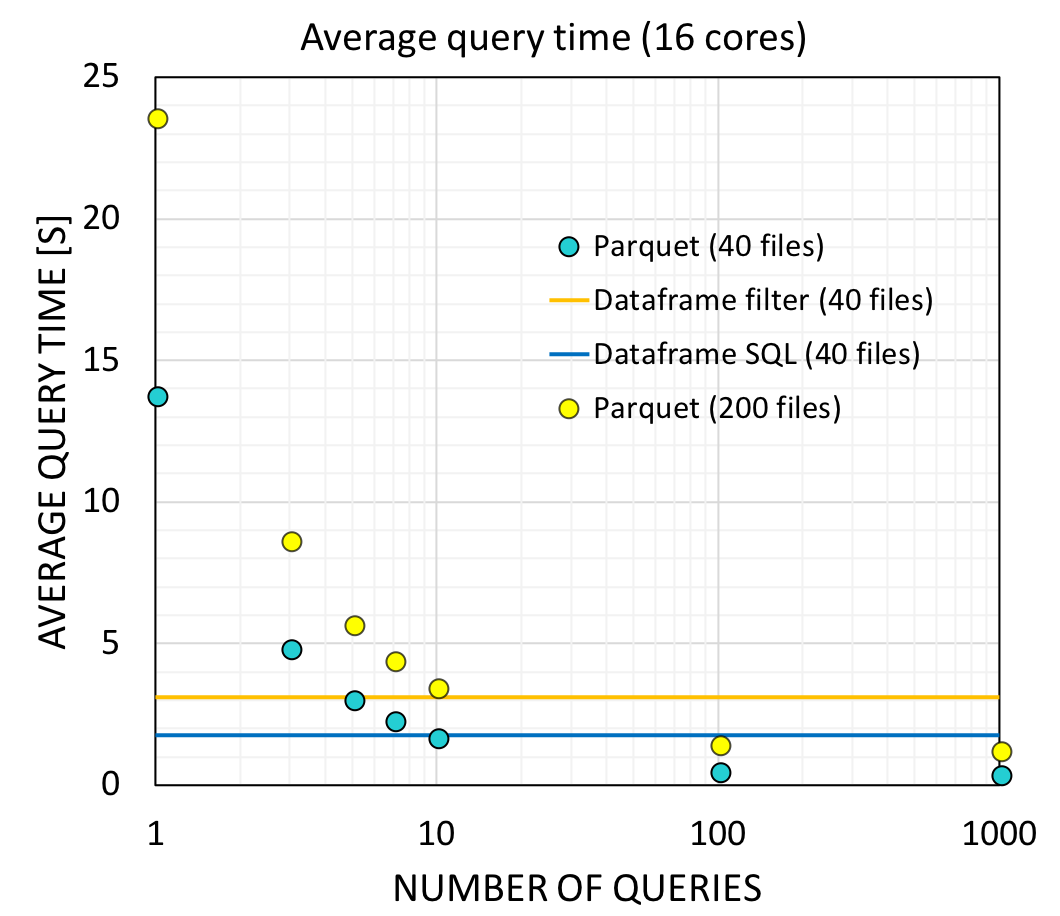 Average query time (16 cores)
25
20
15
10
5
0
AVERAGE QUERY TIME [S]
Parquet (40 files)
Dataframe filter (40 files)
Dataframe SQL (40 files)
Parquet (200 files)
1 10 100 1000
NUMBER OF QUERIES